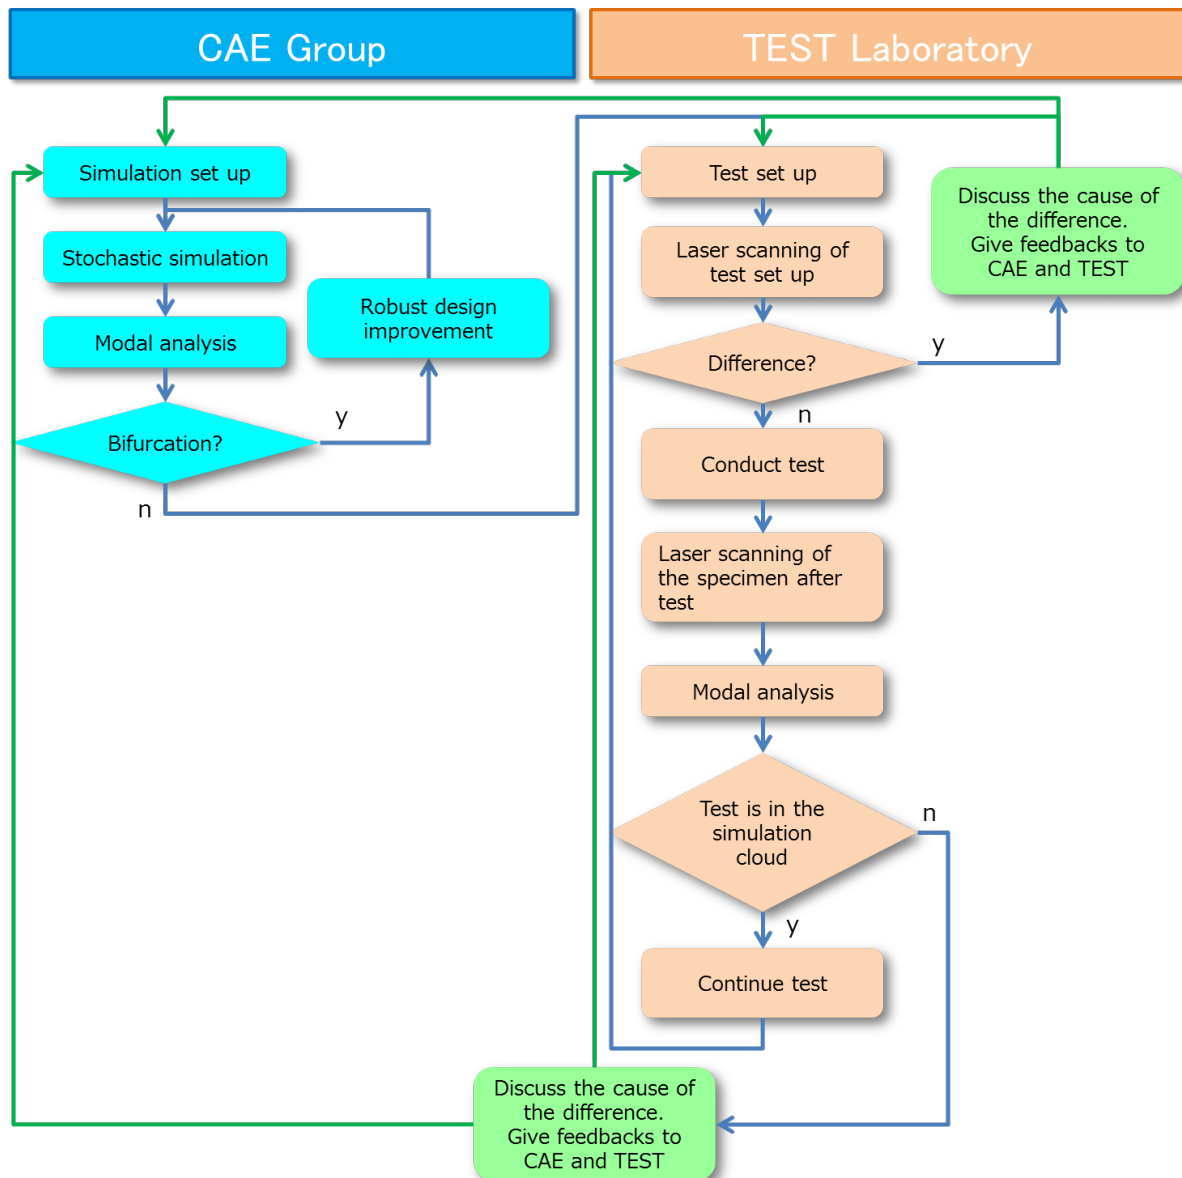 CAE Group
TEST Laboratory
Simulation set up
Stochastic simulation
Modal analysis
Bifurcation?
y
n
Robust design
improvement
Test set up
Laser scanning of
test set up
Difference?
y
n
Discuss the cause of
the difference.
Give feedbacks to
CAE and TEST
Conduct test
Laser scanning of
the specimen after
test
Modal analysis
Test is in the
simulation
cloud
n
y
Continue test
Discuss the cause of
the difference.
Give feedbacks to
CAE and TEST